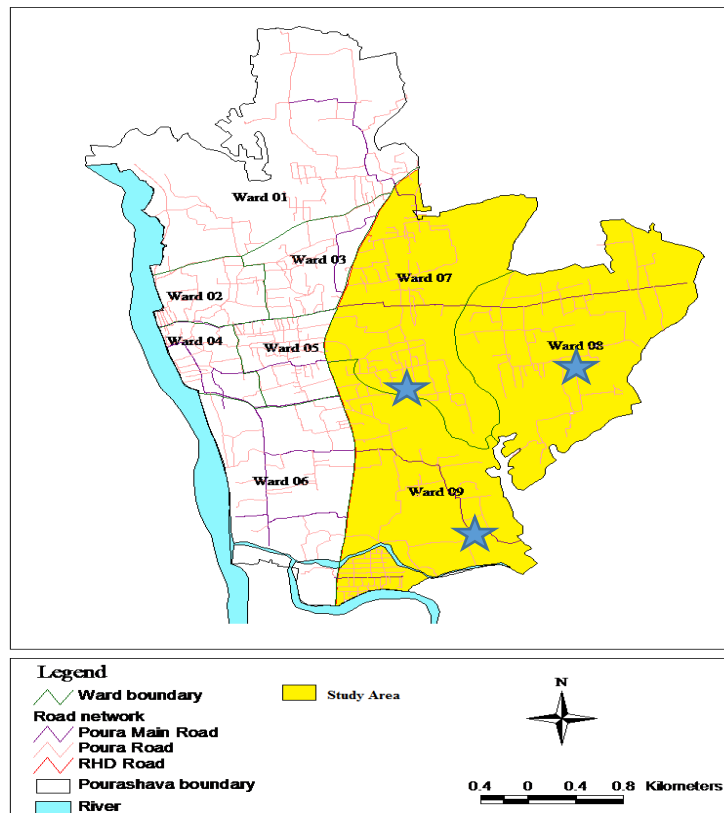 Ward 01
Ward 03
Ward 07
Ward 02
Ward 04
Ward 05
Ward 08
Ward 06
Ward 09
Legend
Ward boundary
Study Area
Road network
Poura Main Road
Poura Road
RHD Road
Pourashava boundary
River
N
0.4 0 0.4 0.8 Kilometers